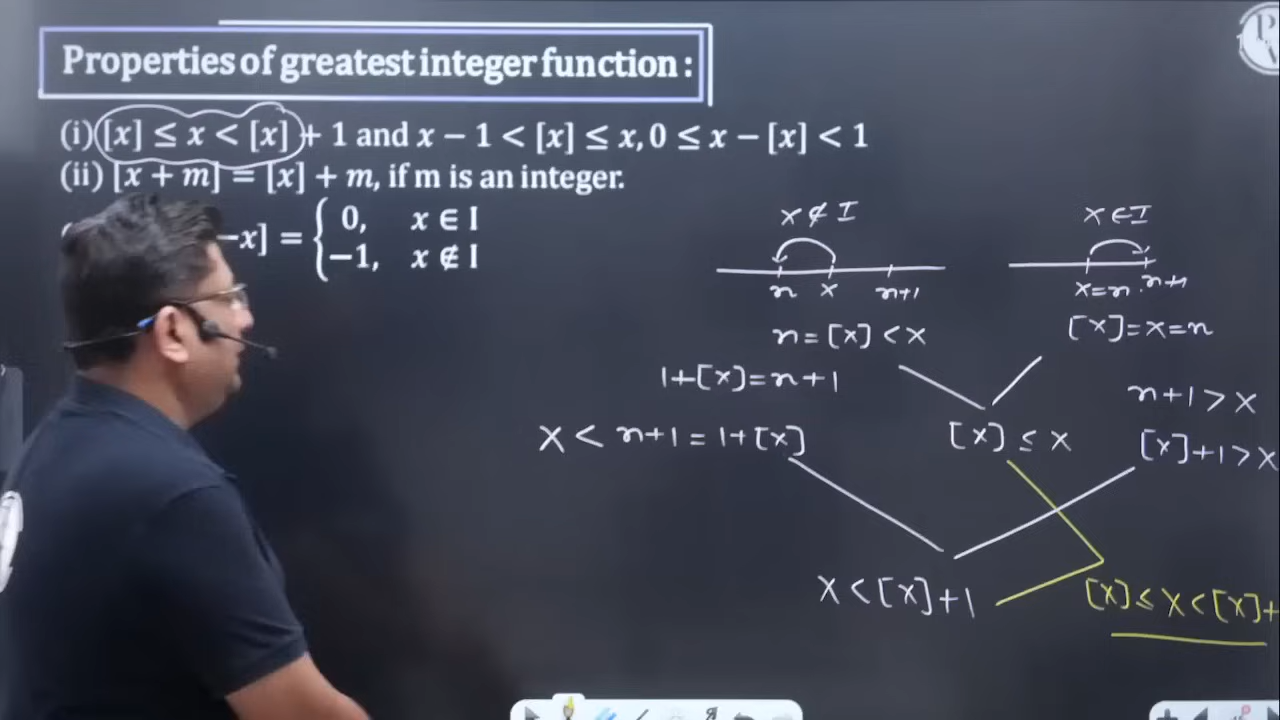 Properties of greatest integer function :
(i) [x] ≤ x < [x] + 1 and x − 1 < [x] ≤ x, 0 ≤ x − [x] < 1
(ii) [x + m] = [x] + m, if m is an integer.
−x] = { 0, x ∈ I
−1, x ∉ I
x ∉ I
x ∈ I
n x n+1
x=n n+1
n = [x] < x
[x] = x = n
1+[x] = n+1
n+1 > x
x < n+1 = 1+[x]
[x] ≤ x
[x]+1 > x
x < [x]+1
[x] ≤ x < [x]+